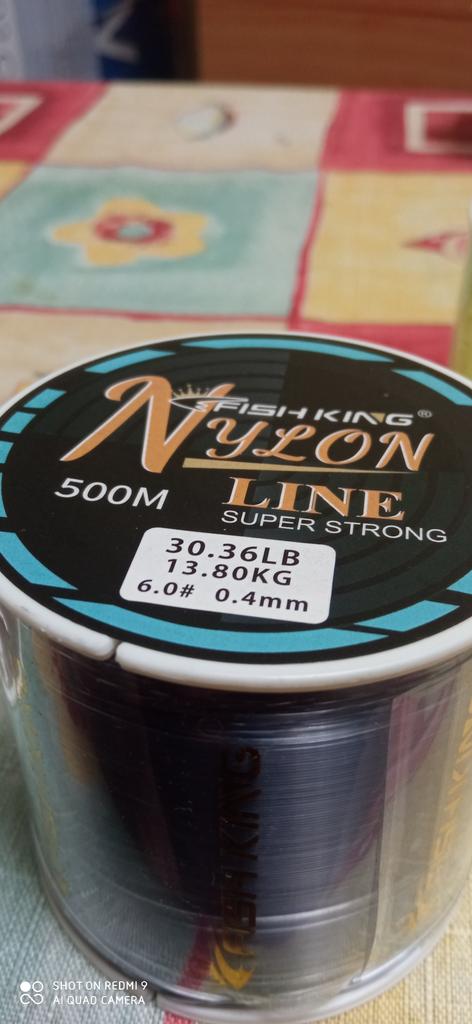 FISH KING®
NYLON
500M
LINE
SUPER STRONG
30.36LB
13.80KG
6.0# 0.4mm
FISH KING
SHOT ON REDMI 9
AI QUAD CAMERA